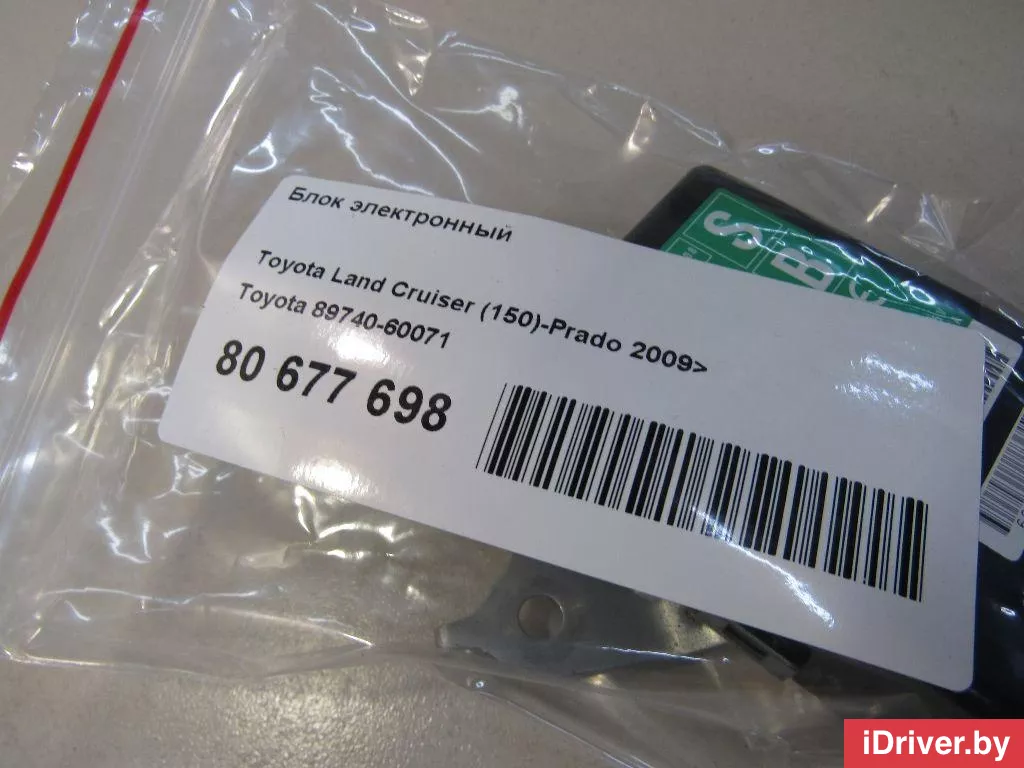 Блок электронный
Toyota Land Cruiser (150)-Prado 2009>
Toyota 89740-60071
80 677 698
S
B
iDriver.by